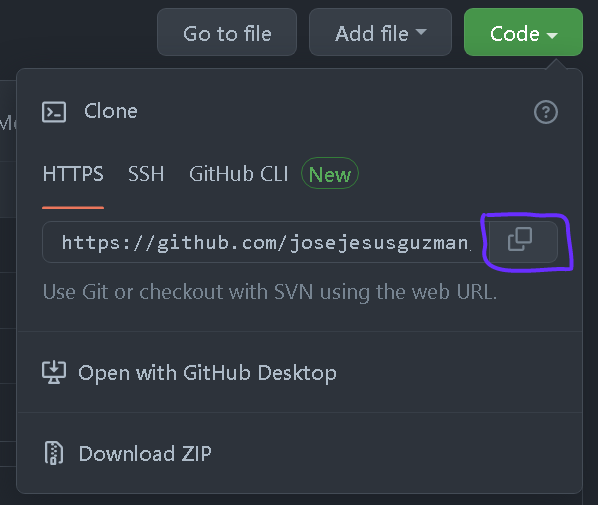 Go to file Add file Code
Clone
HTTPS SSH GitHub CLI New
https://github.com/josejesusguzman
Use Git or checkout with SVN using the web URL.
Open with GitHub Desktop
Download ZIP